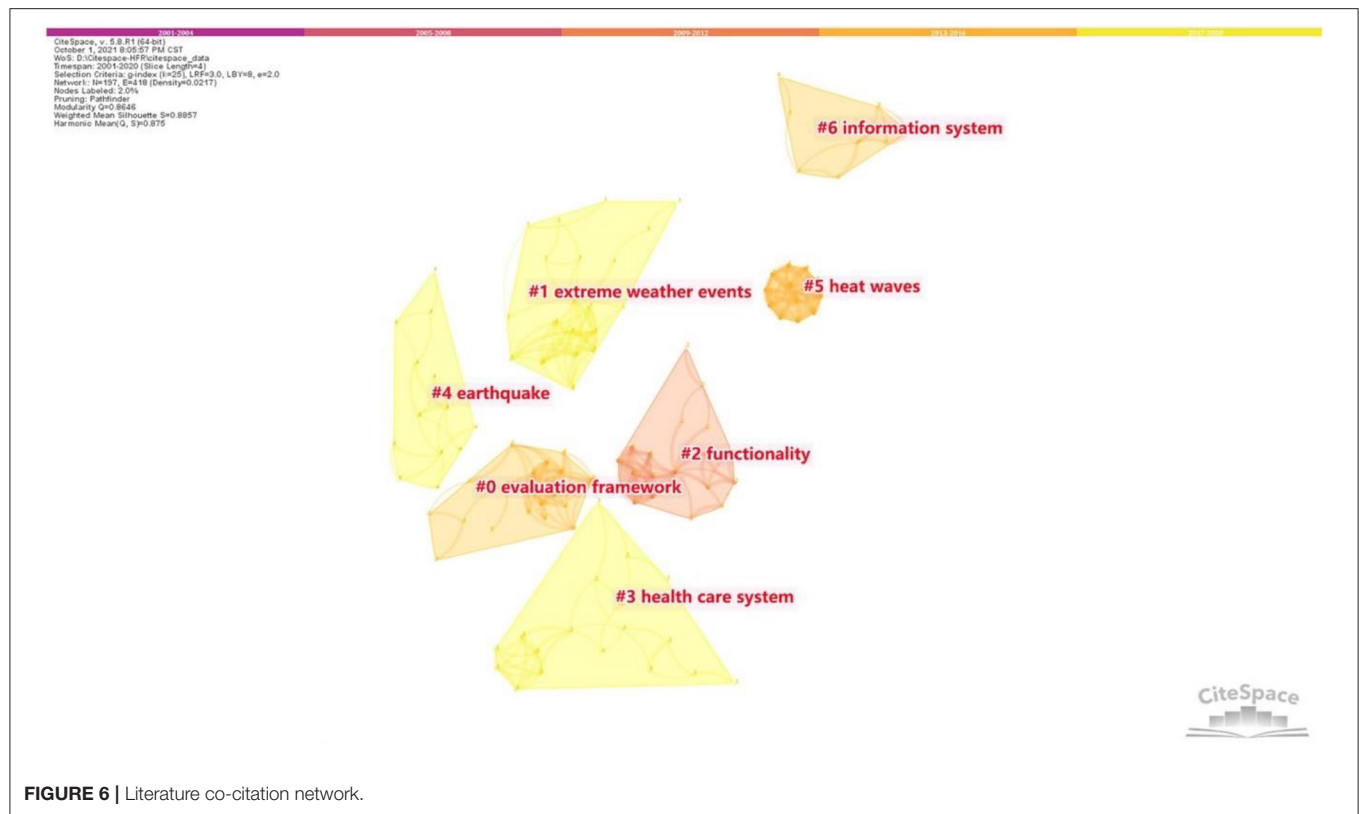 2001-2004 2005-2008 2009-2012 2013-2016 2017-2020
CiteSpace, v. 5.8.R1 (64-bit)
October 1, 2021 8:05:57 PM CST
WoS: D:\Citespace-HFR\citespace_data
Timespan: 2001-2020 (Slice Length=4)
Selection Criteria: g-index (k=25), LRF=3.0, LBY=8, e=2.0
Network: N=197, E=418 (Density=0.0217)
Nodes Labeled: 2.0%
Pruning: Pathfinder
Modularity Q=0.8646
Weighted Mean Silhouette S=0.8857
Harmonic Mean(Q, S)=0.875
#6 information system
#5 heat waves
#1 extreme weather events
#4 earthquake
#2 functionality
#0 evaluation framework
#3 health care system
CiteSpace
FIGURE 6 | Literature co-citation network.